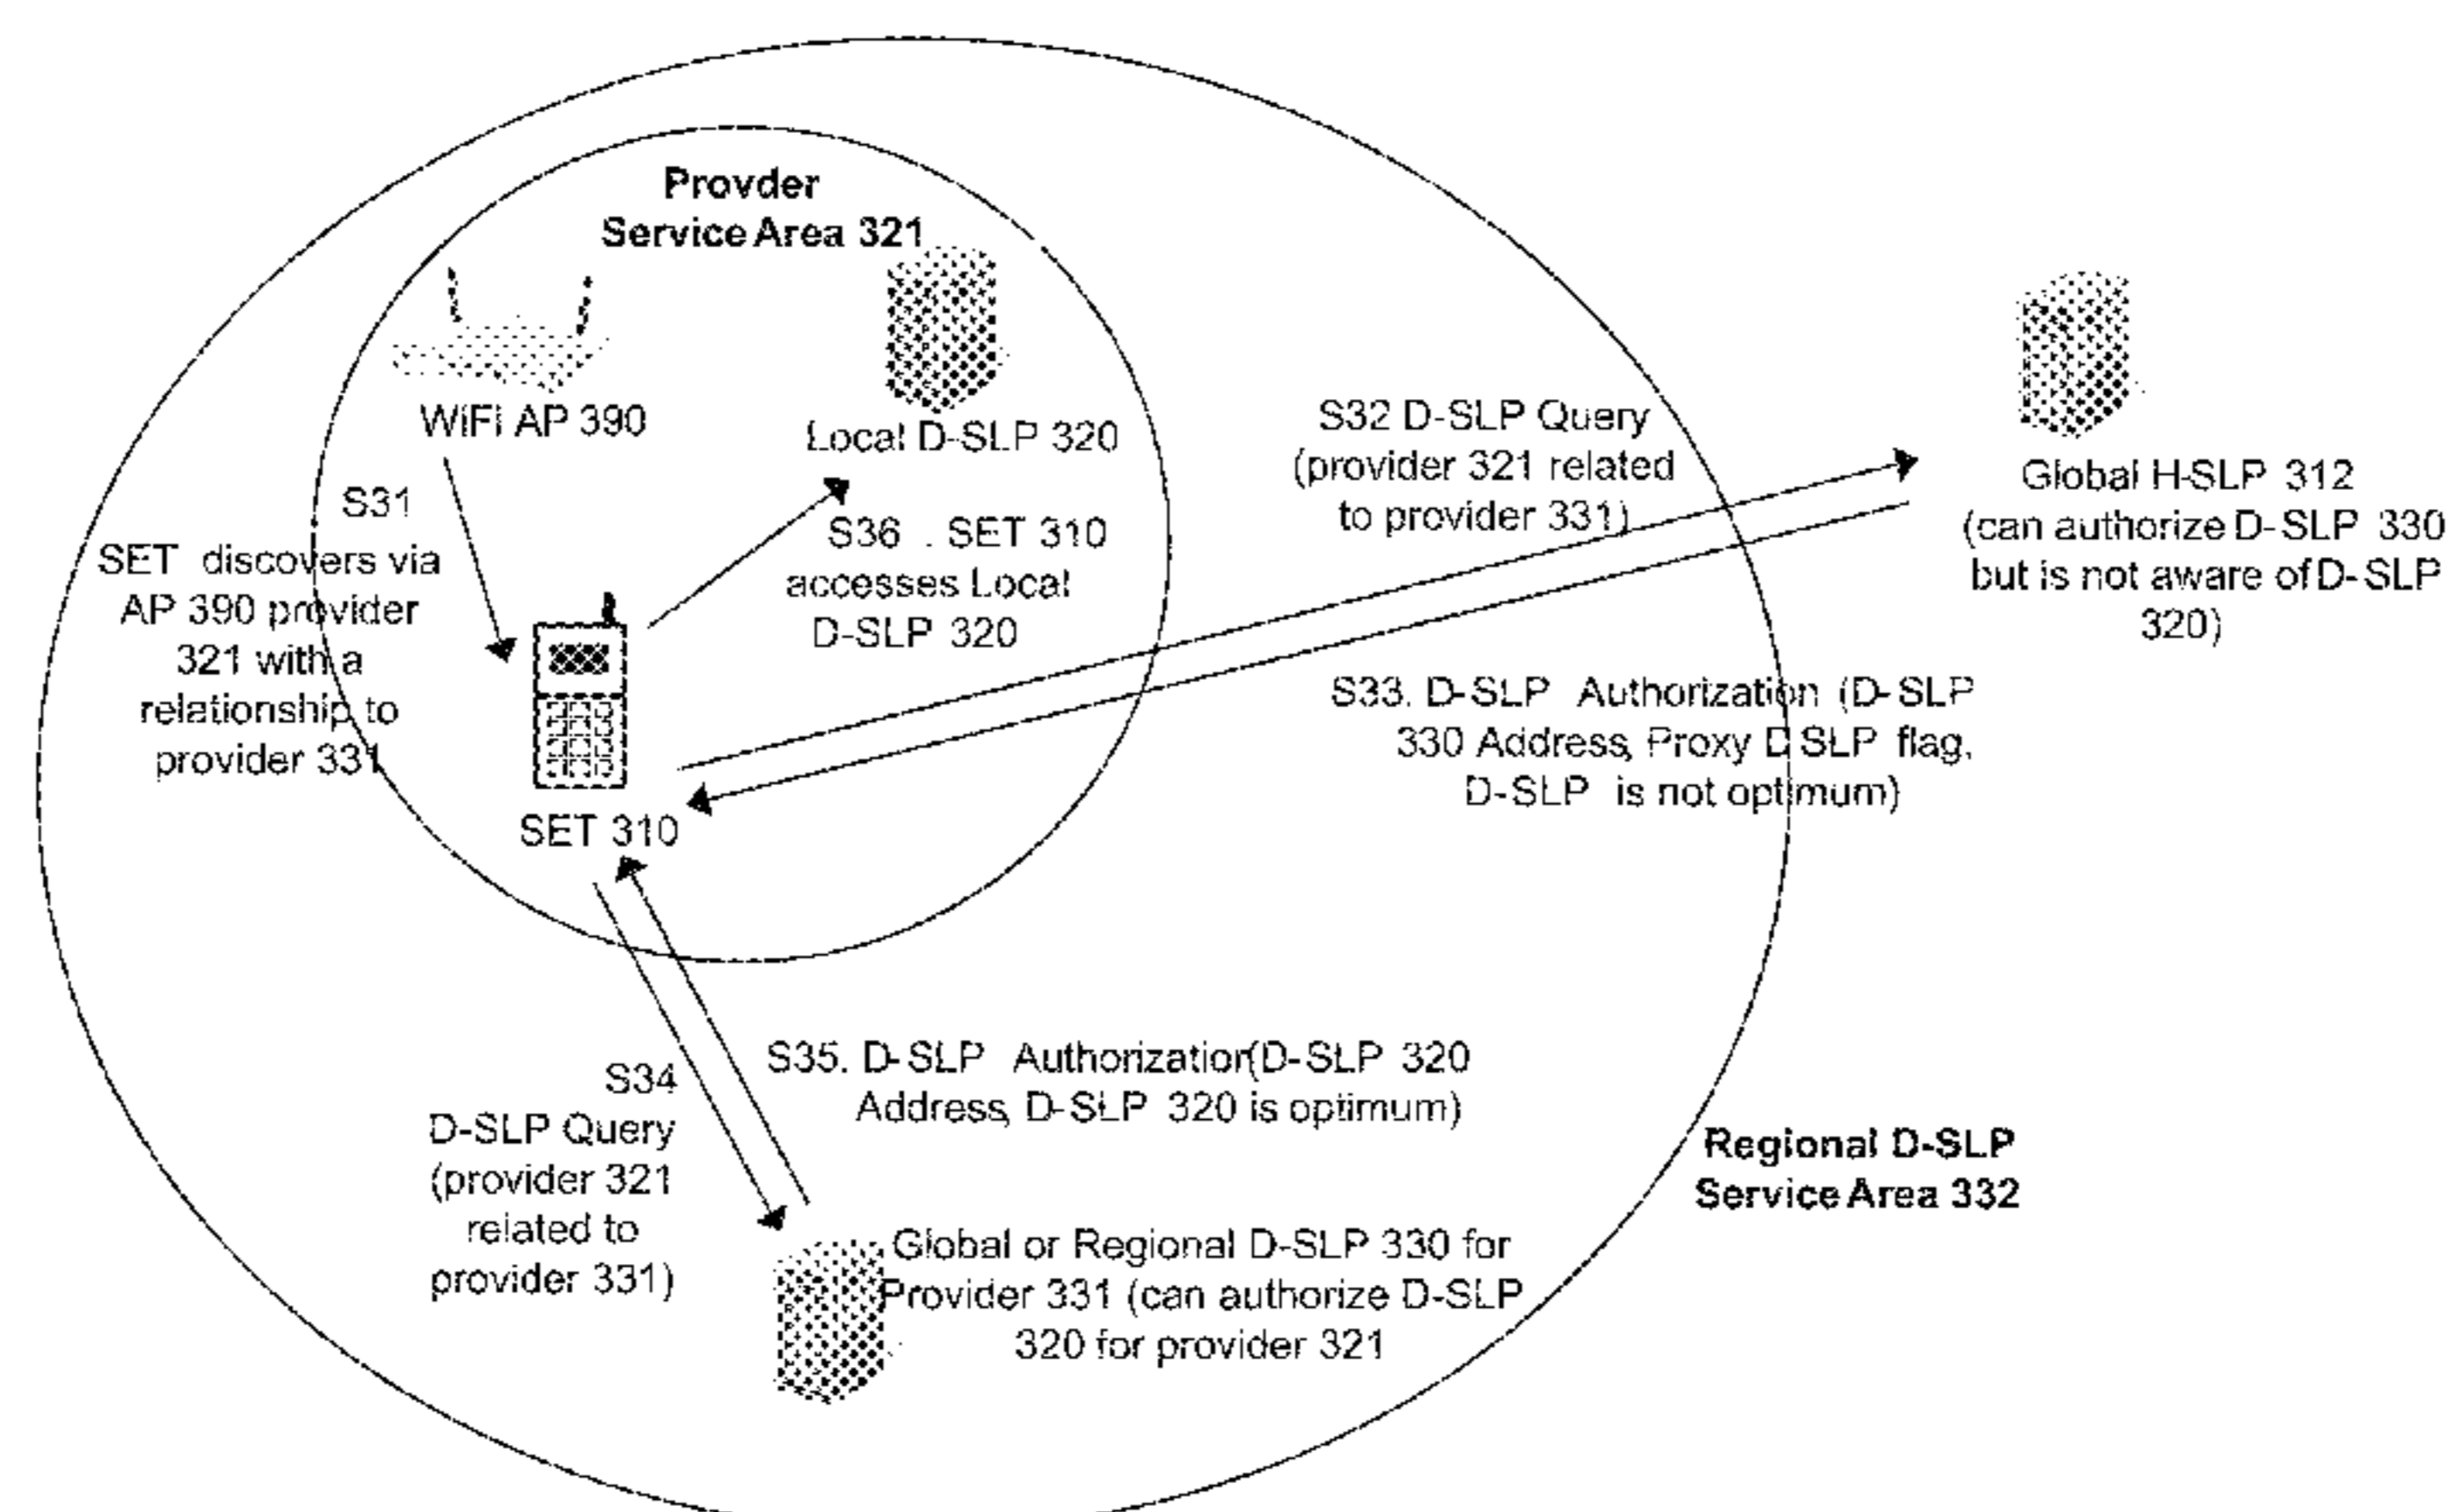 Provder
Service Area 321
WiFi AP 390
Local D-SLP 320
S31
SET discovers via
AP 390 provider
321 with a
relationship to
provider 331
S36 . SET 310
accesses Local
D-SLP 320
SET 310
S32 D-SLP Query
(provider 321 related
to provider 331)
Global H-SLP 312
(can authorize D-SLP 330
but is not aware of D-SLP
320)
S33. D-SLP Authorization (D-SLP
330 Address, Proxy D SLP flag,
D-SLP is not optimum)
S34
D-SLP Query
(provider 321
related to
provider 331)
S35. D-SLP Authorization(D-SLP 320
Address, D-SLP 320 is optimum)
Global or Regional D-SLP 330 for
Provider 331 (can authorize D-SLP
320 for provider 321
Regional D-SLP
Service Area 332